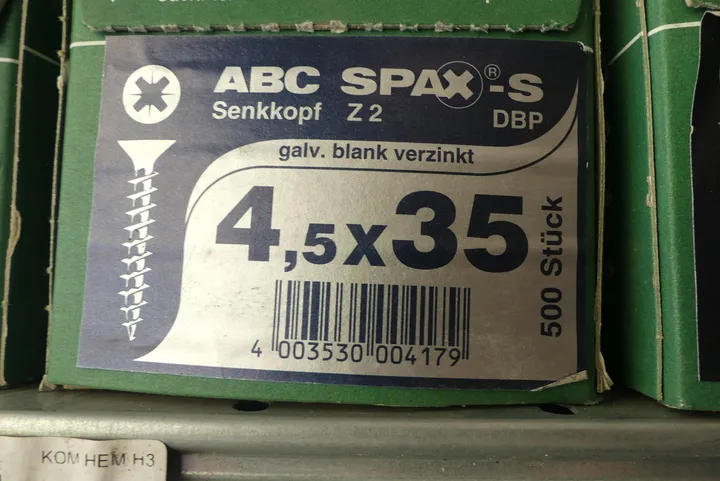 ABC SPAX®-S
Senkkopf Z 2 DBP
galv. blank verzinkt
4,5x35
500 Stück
4 003530 004179
KOM HEM H3